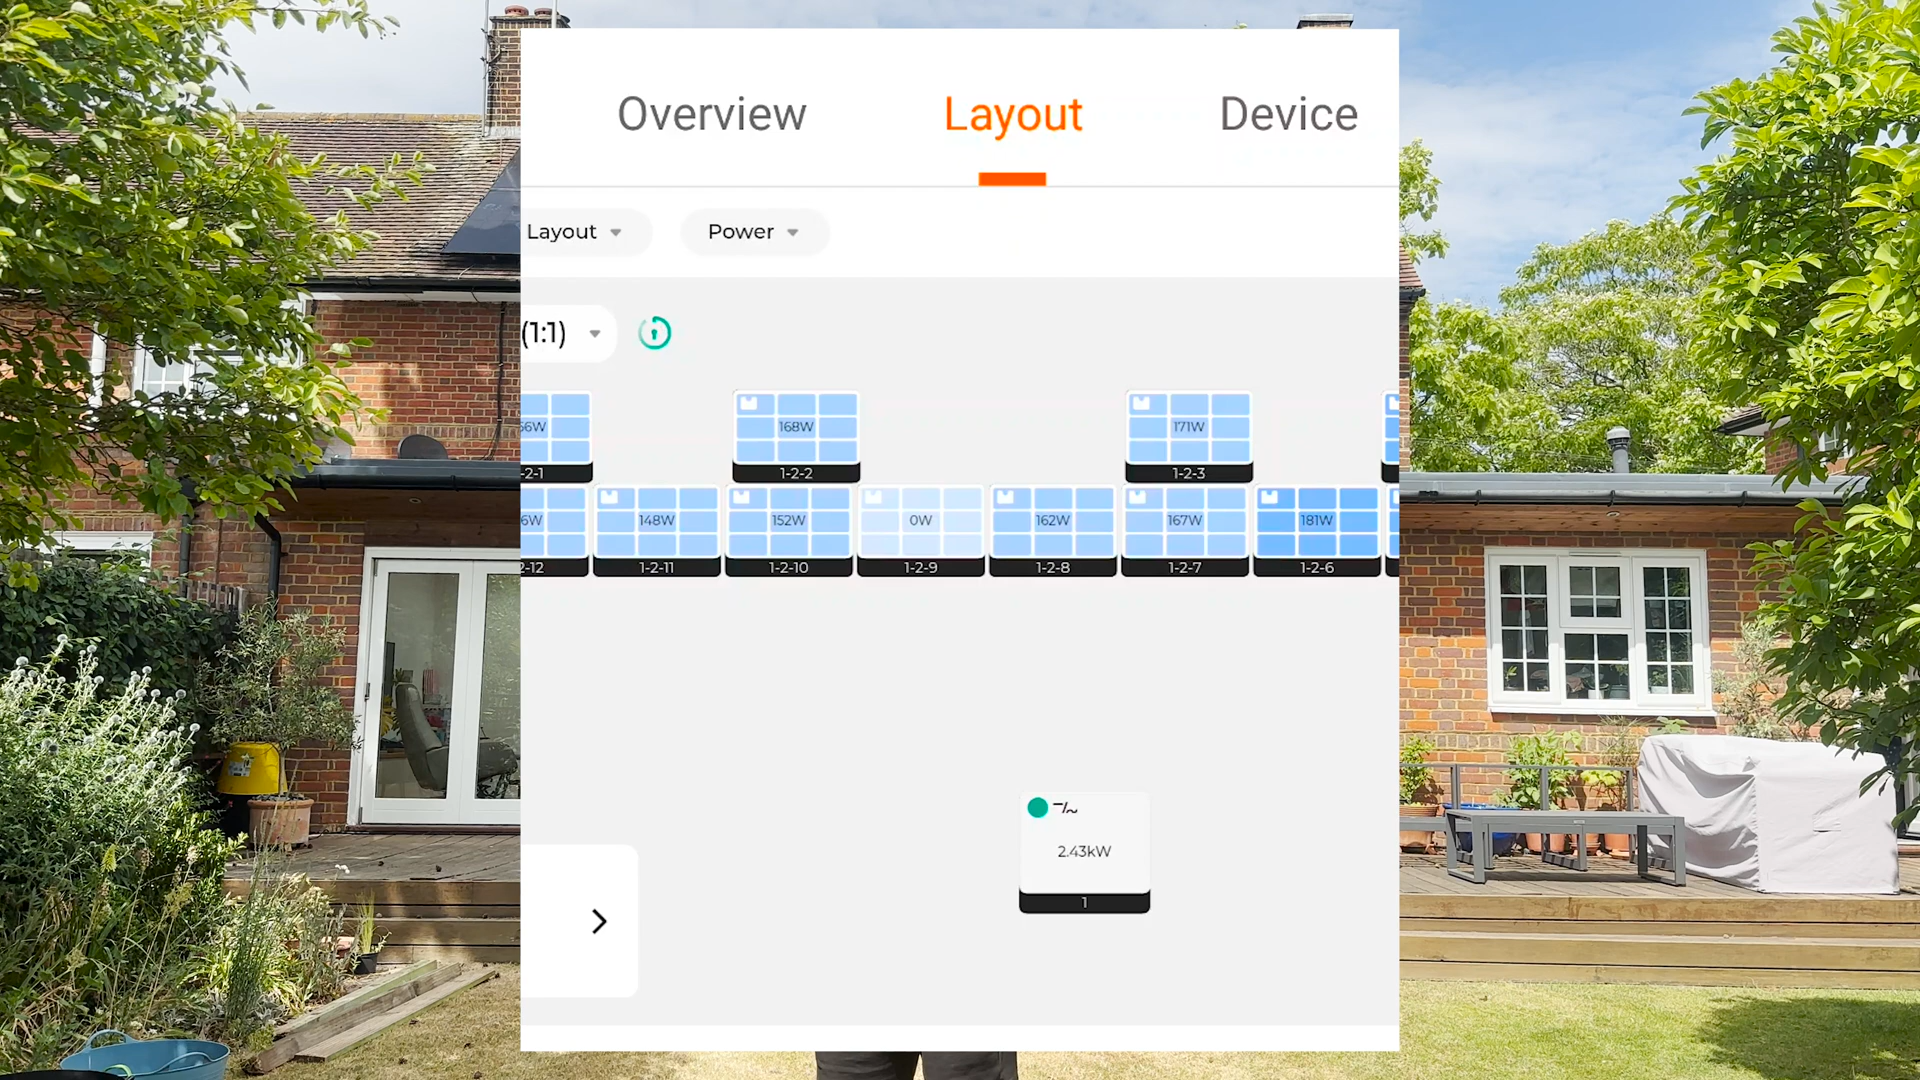 Overview Layout Device
Layout Power
(1:1)
168W 171W
1-2-2 1-2-3
148W 152W 0W 162W 167W 181W
1-2-11 1-2-10 1-2-9 1-2-8 1-2-7 1-2-6
2.43kW
1